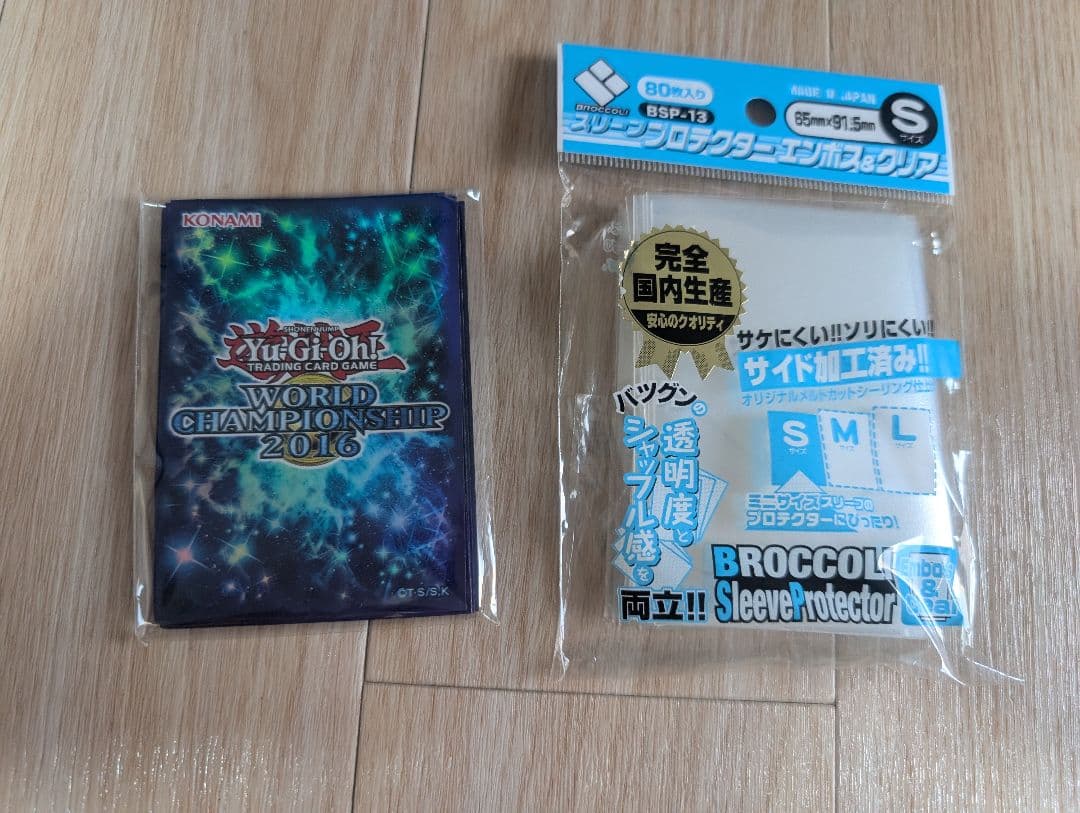 KONAMI
SHONEN JUMP
遊戯王
Yu-Gi-Oh!
TRADING CARD GAME
WORLD
CHAMPIONSHIP
2016
©T·S/S,K
BROCCOLI
80枚入り
BSP-13
MADE IN JAPAN
65mm×91.5mm
S
サイズ
スリーブプロテクター エンボス&クリア
完全
国内生産
安心のクオリティ
サケにくい!!ソリにくい!!
サイド加工済み!!
オリジナルメルトカットシーリング仕上
バツグンの
透明度と
シャッフル感を
両立!!
S
サイズ
M
サイズ
L
サイズ
ミニサイズスリーブの
プロテクターにぴったり!
BROCCOLI
SleeveProtector
Emboss
&
Clear